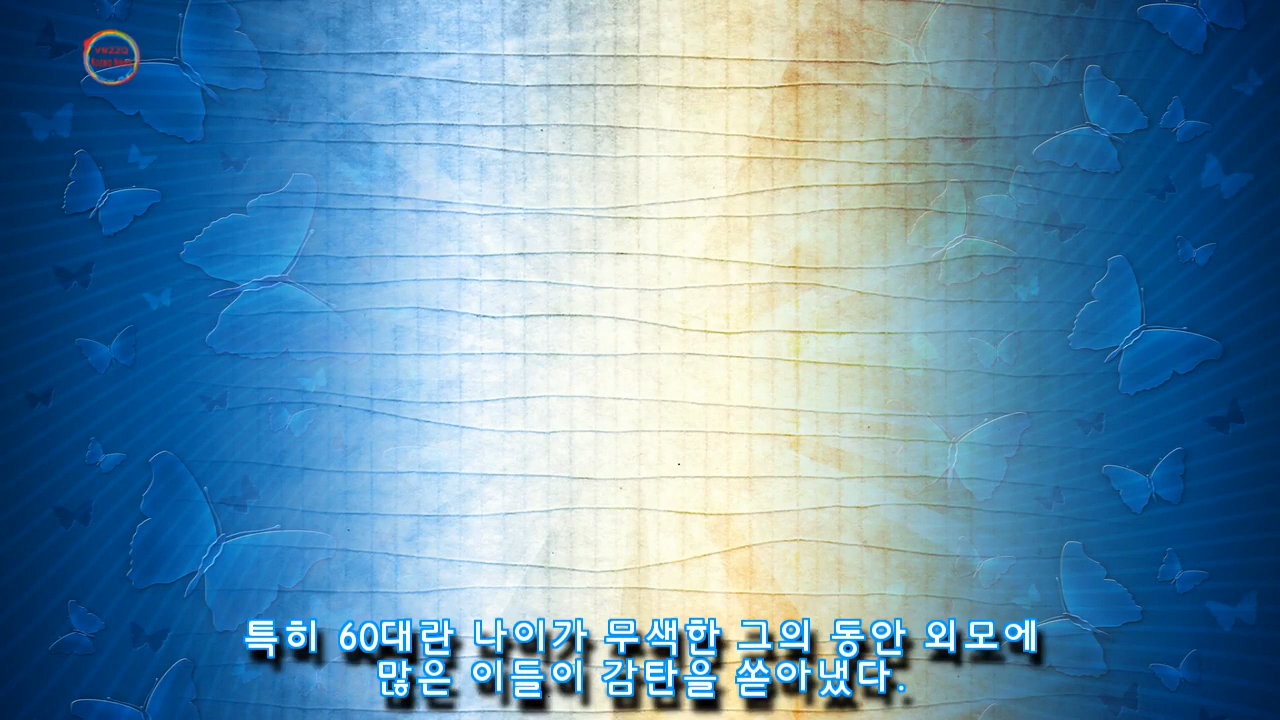 VNZZQ
특히 60대란 나이가 무색한 그의 동안 외모에
많은 이들이 감탄을 쏟아냈다.